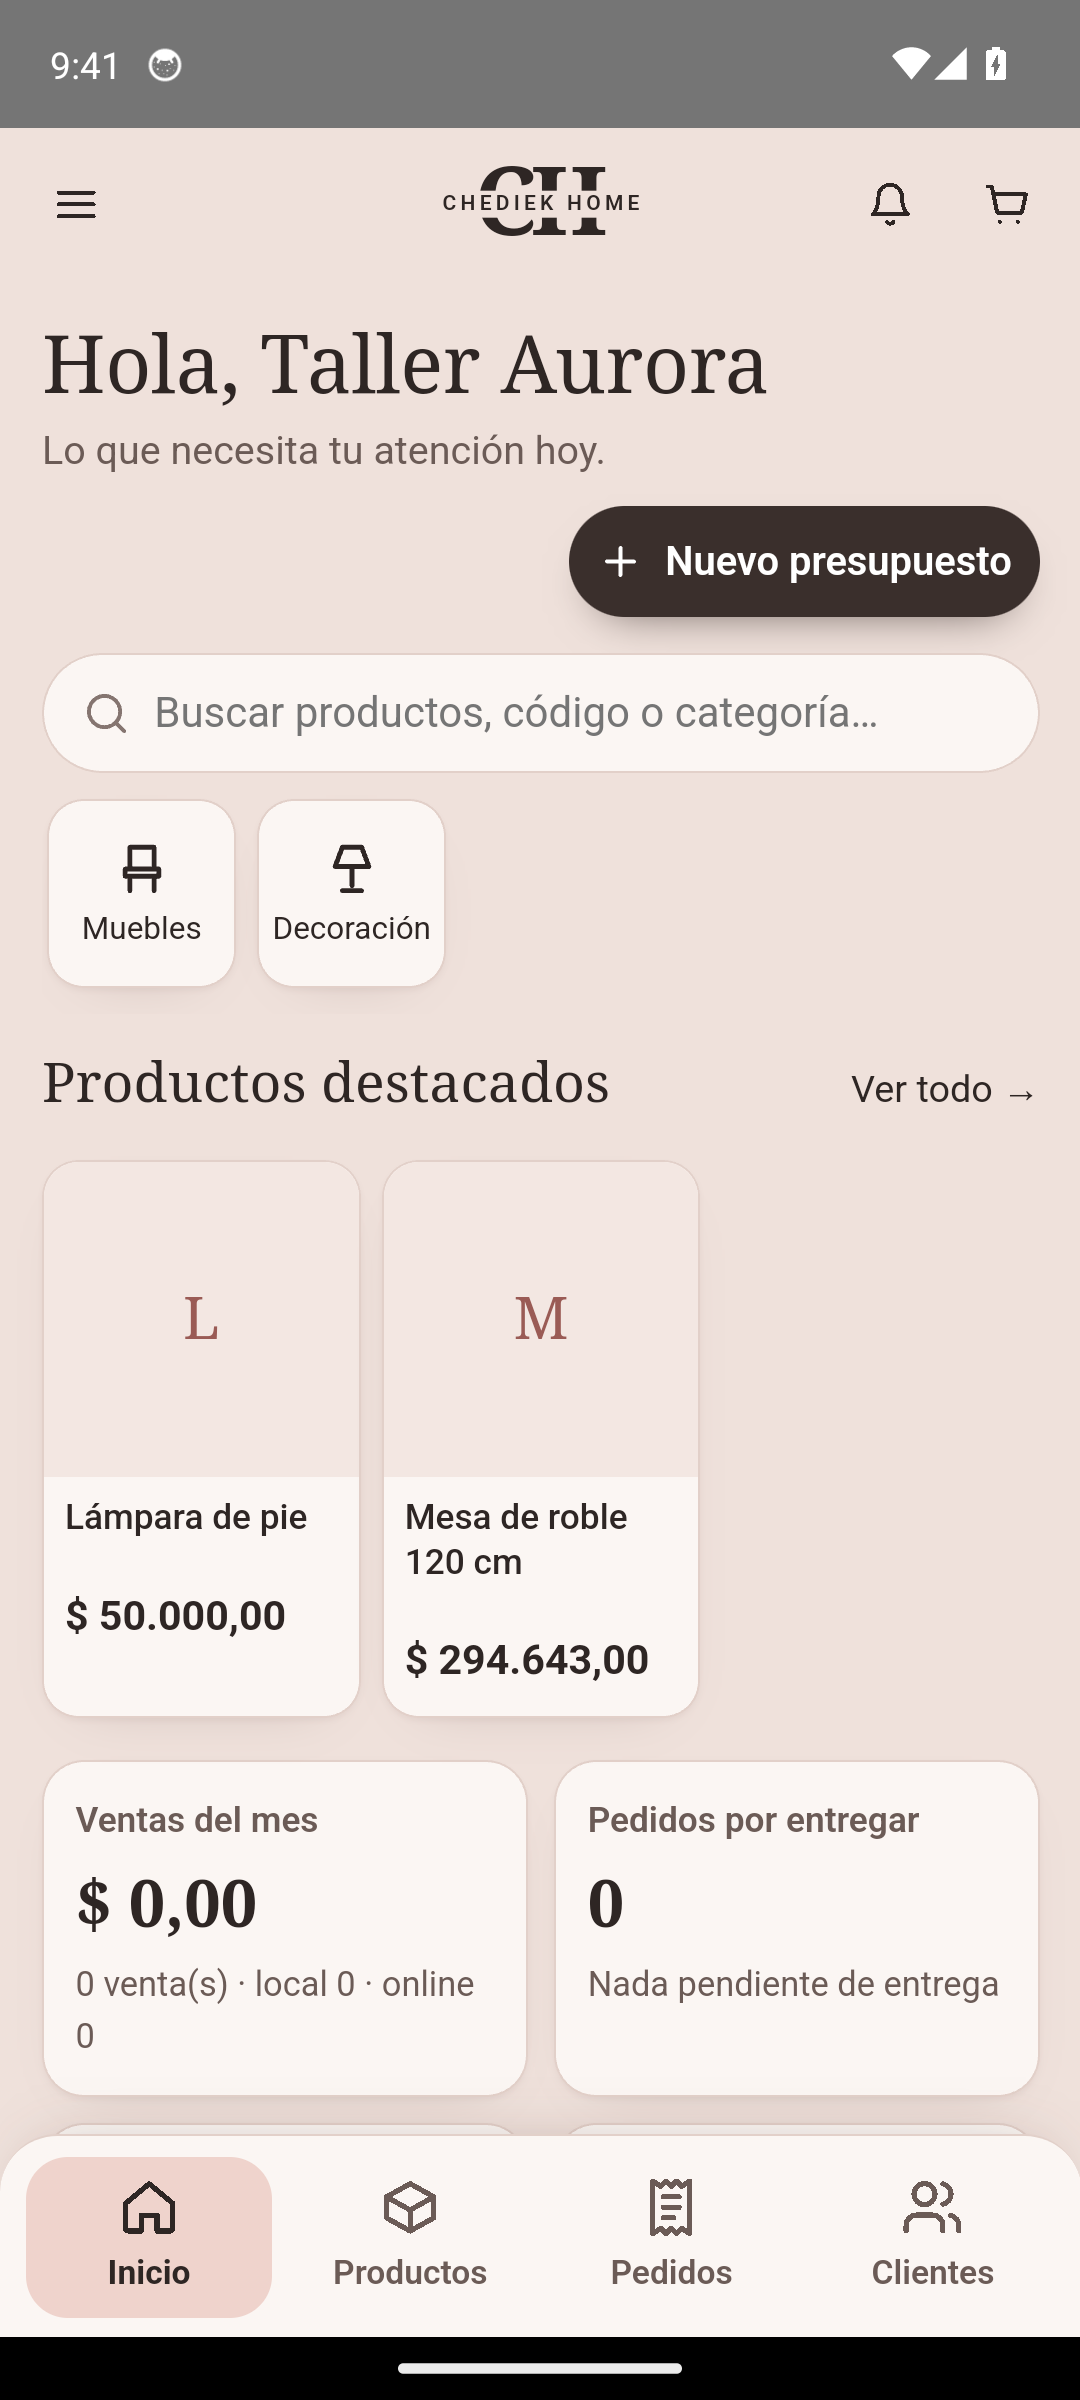 9:41
CH
CHEDIEK HOME
Hola, Taller Aurora
Lo que necesita tu atención hoy.
Nuevo presupuesto
Buscar productos, código o categoría...
Muebles
Decoración
Productos destacados
Ver todo →
L
M
Lámpara de pie
$ 50.000,00
Mesa de roble
120 cm
$ 294.643,00
Ventas del mes
$ 0,00
0 venta(s) · local 0 · online
0
Pedidos por entregar
0
Nada pendiente de entrega
Inicio
Productos
Pedidos
Clientes